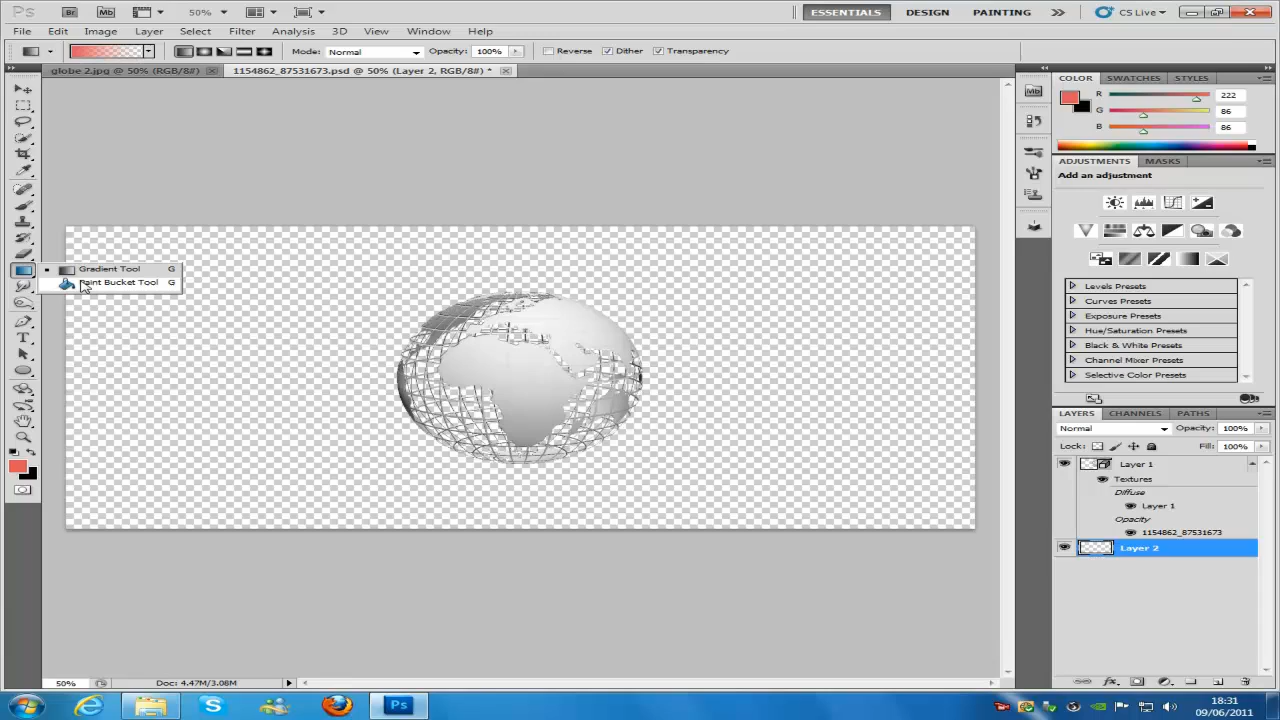 Ps Br Mb 50% ESSENTIALS DESIGN PAINTING CS Live
File Edit Image Layer Select Filter Analysis 3D View Window Help
Mode: Normal Opacity: 100% Reverse Dither Transparency
globe 2.jpg @ 50% (RGB/8#) 1154862_87531673.psd @ 50% (Layer 2, RGB/8#) *
COLOR SWATCHES STYLES
Mb
R 222
G 86
B 86
ADJUSTMENTS MASKS
Add an adjustment
Gradient Tool G
Paint Bucket Tool G
Levels Presets
Curves Presets
Exposure Presets
Hue/Saturation Presets
Black & White Presets
Channel Mixer Presets
Selective Color Presets
LAYERS CHANNELS PATHS
Normal Opacity: 100%
Lock: Fill: 100%
Layer 1
Textures
Diffuse
Layer 1
Opacity
1154862_87531673
Layer 2
50% Doc: 4.47M/3.08M
Ps
18:31
09/06/2011